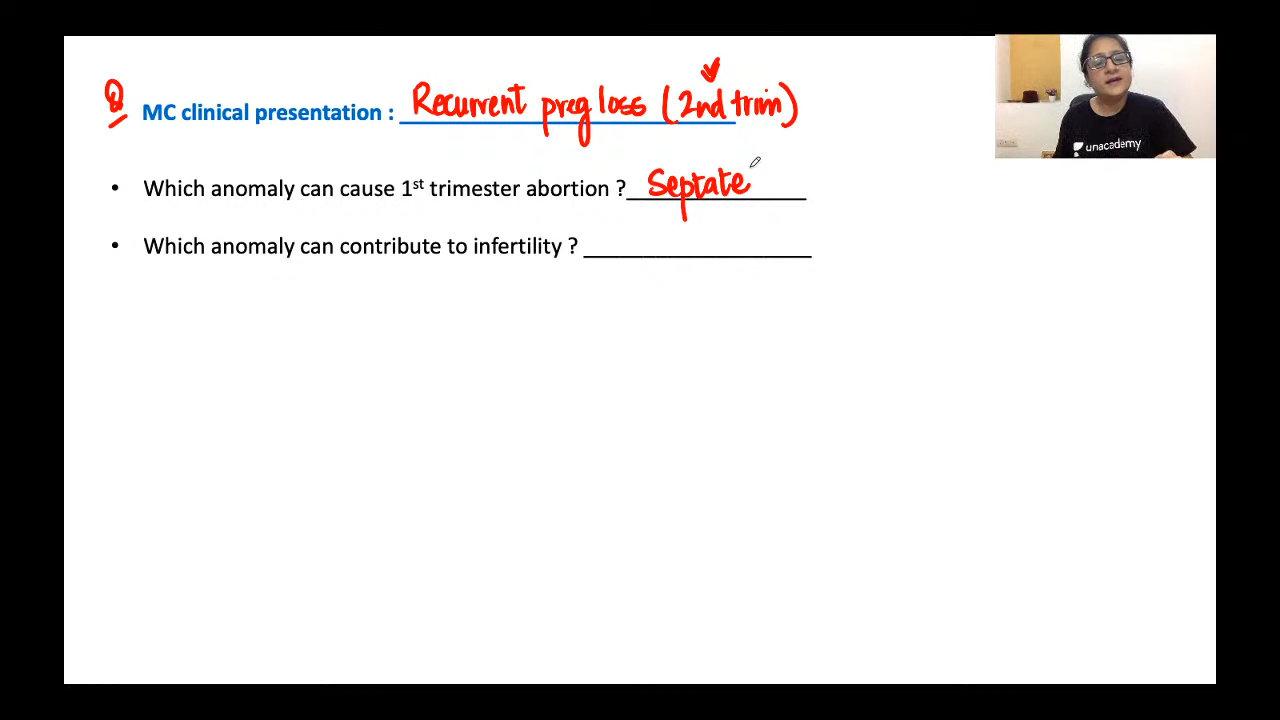 Q MC clinical presentation : Recurrent preg loss (2nd trim)
• Which anomaly can cause 1st trimester abortion ? Septate
• Which anomaly can contribute to infertility ?
unacademy